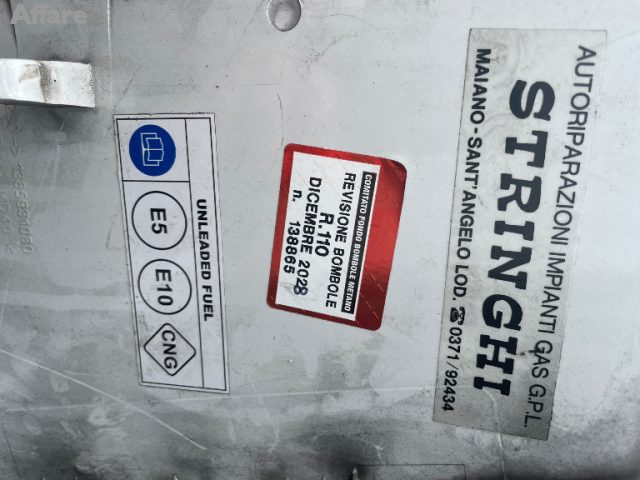 Affare
UNLEADED FUEL
E5
E10
CNG
COMITATO FONDO BOMBOLE METANO
REVISIONE BOMBOLE
R.110
DICEMBRE 2028
n. 138865
AUTORIPARAZIONI IMPIANTI GAS G.P.L.
STRINGHI
MAIANO-SANT'ANGELO LOD. ☎ 0371/92434